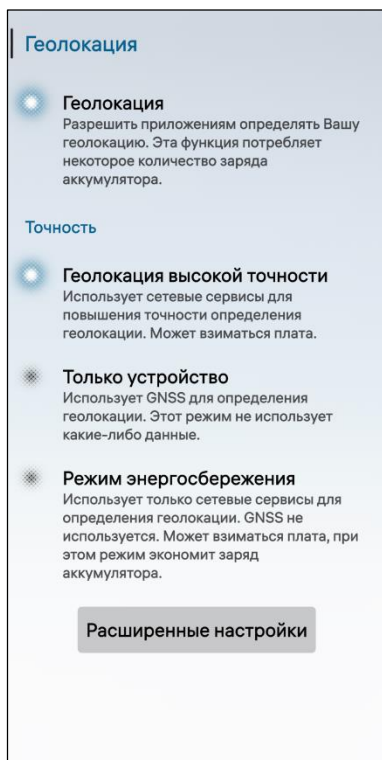 Геолокация
Геолокация
Разрешить приложениям определять Вашу
геолокацию. Эта функция потребляет
некоторое количество заряда
аккумулятора.
Точность
Геолокация высокой точности
Использует сетевые сервисы для
повышения точности определения
геолокации. Может взиматься плата.
Только устройство
Использует GNSS для определения
геолокации. Этот режим не использует
какие-либо данные.
Режим энергосбережения
Использует только сетевые сервисы для
определения геолокации. GNSS не
используется. Может взиматься плата, при
этом режим экономит заряд
аккумулятора.
Расширенные настройки